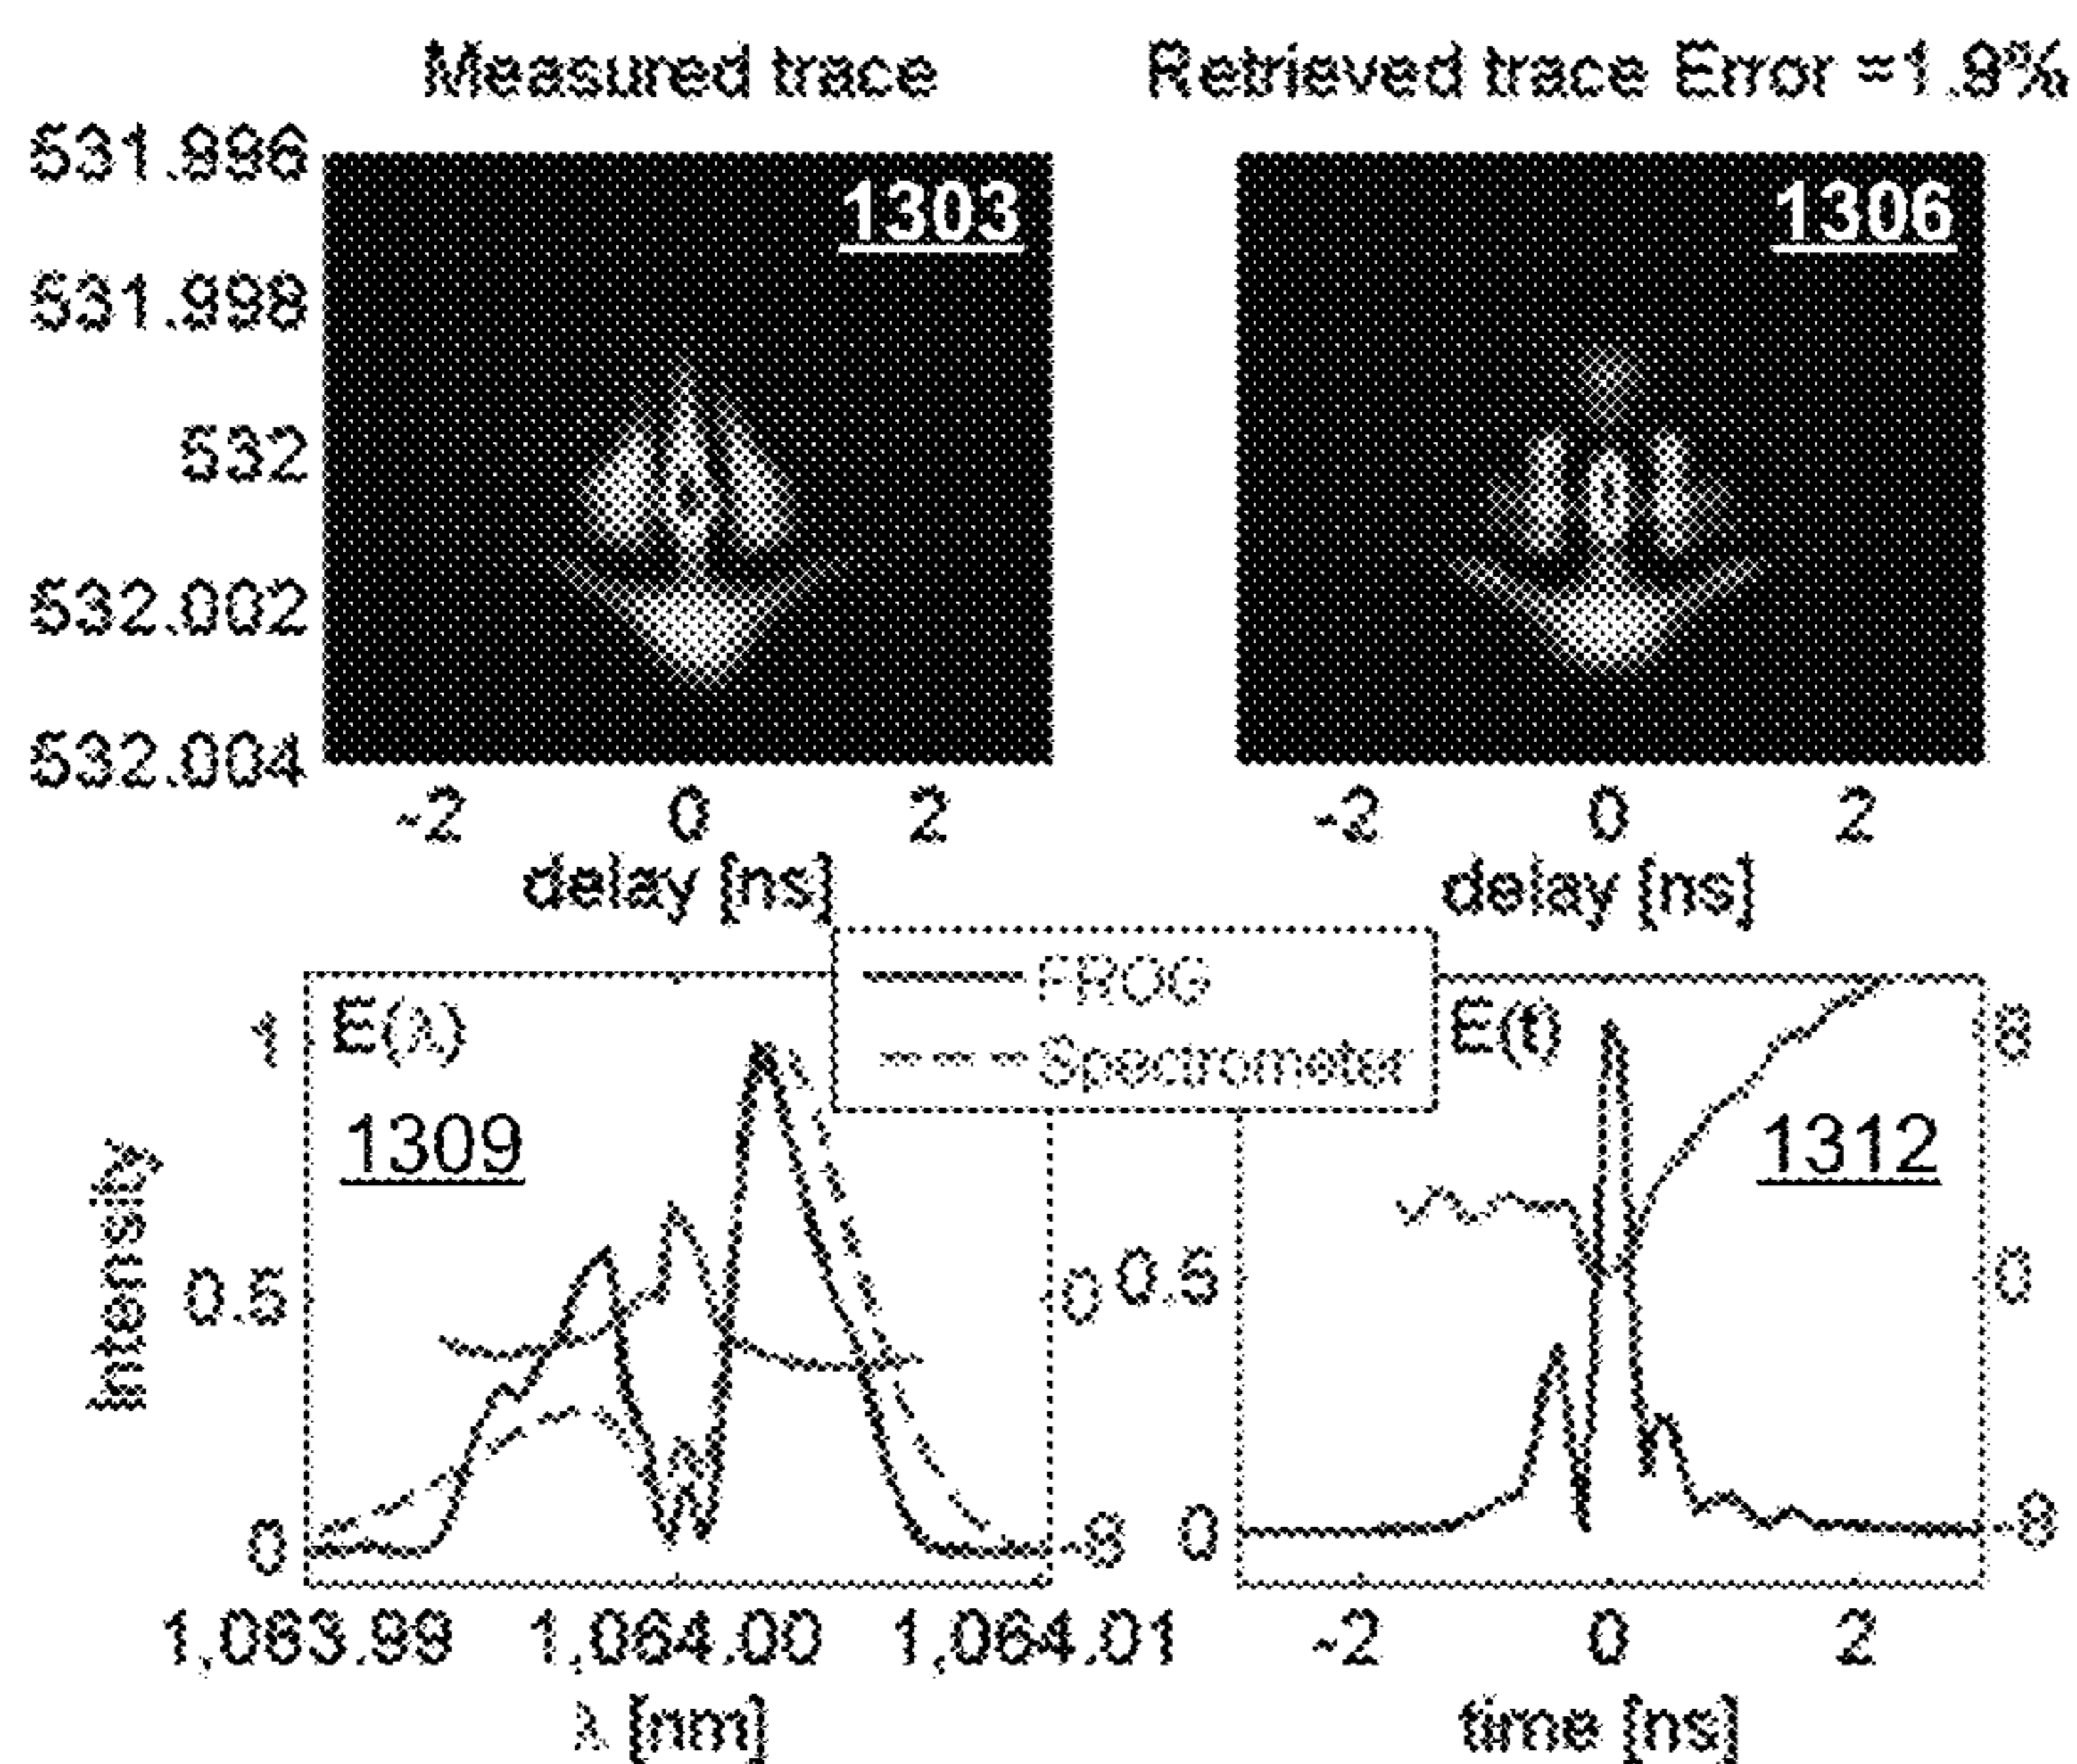 Measured trace
Retrieved trace Error =1.9%
531.996
531.998
532
532.002
532.004
1303
1306
-2 0 2
delay [ns]
-2 0 2
delay [ns]
FROG
Spectrometer
E(λ)
1309
Intensity
1
0.5
0
0
-8
1,063.99 1,064.00 1,064.01
λ [nm]
E(t)
1312
0.5
0
8
0
-8
-2 0 2
time [ns]